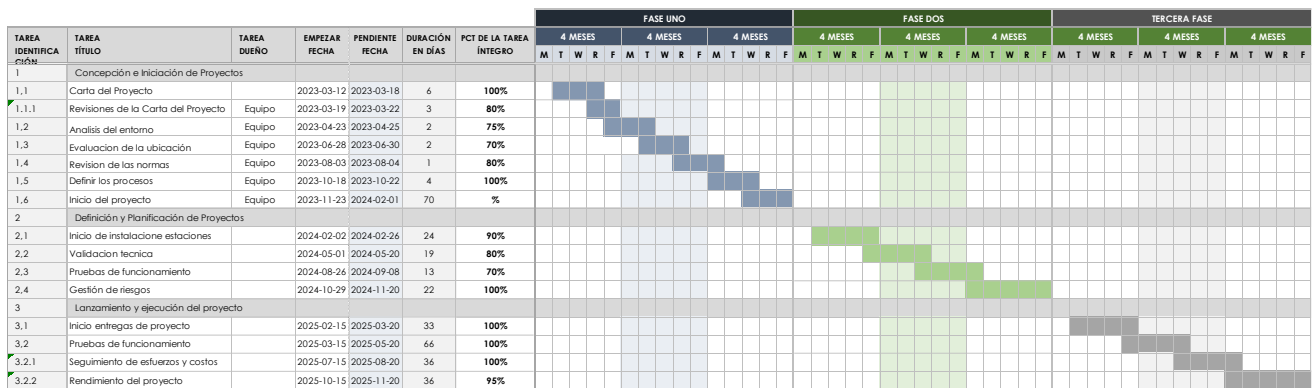 FASE UNO FASE DOS TERCERA FASE
TAREA TAREA TAREA EMPEZAR PENDIENTE DURACIÓN PCT DE LA TAREA 4 MESES 4 MESES 4 MESES 4 MESES 4 MESES 4 MESES 4 MESES 4 MESES 4 MESES
IDENTIFICA TÍTULO DUEÑO FECHA FECHA EN DÍAS ÍNTEGRO M T W R F M T W R F M T W R F M T W R F M T W R F M T W R F M T W R F M T W R F M T W R F
CIÓN
1 Concepción e Iniciación de Proyectos
1,1 Carta del Proyecto 2023-03-12 2023-03-18 6 100%
1.1.1 Revisiones de la Carta del Proyecto Equipo 2023-03-19 2023-03-22 3 80%
1,2 Analisis del entorno Equipo 2023-04-23 2023-04-25 2 75%
1,3 Evaluacion de la ubicación Equipo 2023-06-28 2023-06-30 2 70%
1,4 Revision de las normas Equipo 2023-08-03 2023-08-04 1 80%
1,5 Definir los procesos Equipo 2023-10-18 2023-10-22 4 100%
1,6 Inicio del proyecto Equipo 2023-11-23 2024-02-01 70 %
2 Definición y Planificación de Proyectos
2,1 Inicio de instalacione estaciones 2024-02-02 2024-02-26 24 90%
2,2 Validacion tecnica 2024-05-01 2024-05-20 19 80%
2,3 Pruebas de funcionamiento 2024-08-26 2024-09-08 13 70%
2,4 Gestión de riesgos 2024-10-29 2024-11-20 22 100%
3 Lanzamiento y ejecución del proyecto
3,1 Inicio entregas de proyecto 2025-02-15 2025-03-20 33 100%
3,2 Pruebas de funcionamiento 2025-03-15 2025-05-20 66 100%
3.2.1 Seguimiento de esfuerzos y costos 2025-07-15 2025-08-20 36 100%
3.2.2 Rendimiento del proyecto 2025-10-15 2025-11-20 36 95%